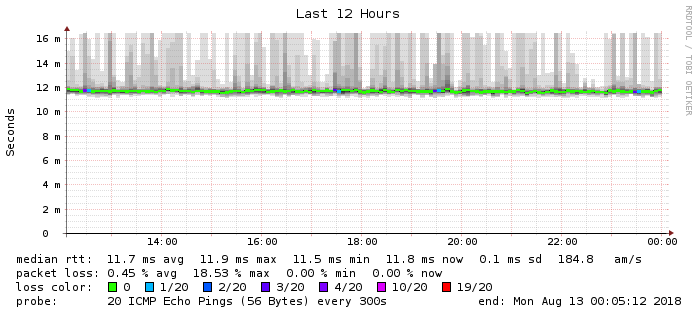 Last 12 Hours
RRDTOOL / TOBI OETIKER
Seconds
16 m
14 m
12 m
10 m
8 m
6 m
4 m
2 m
0
14:00 16:00 18:00 20:00 22:00 00:00
median rtt: 11.7 ms avg 11.9 ms max 11.5 ms min 11.8 ms now 0.1 ms sd 184.8 am/s
packet loss: 0.45 % avg 18.53 % max 0.00 % min 0.00 % now
loss color: 0 1/20 2/20 3/20 4/20 10/20 19/20
probe: 20 ICMP Echo Pings (56 Bytes) every 300s end: Mon Aug 13 00:05:12 2018